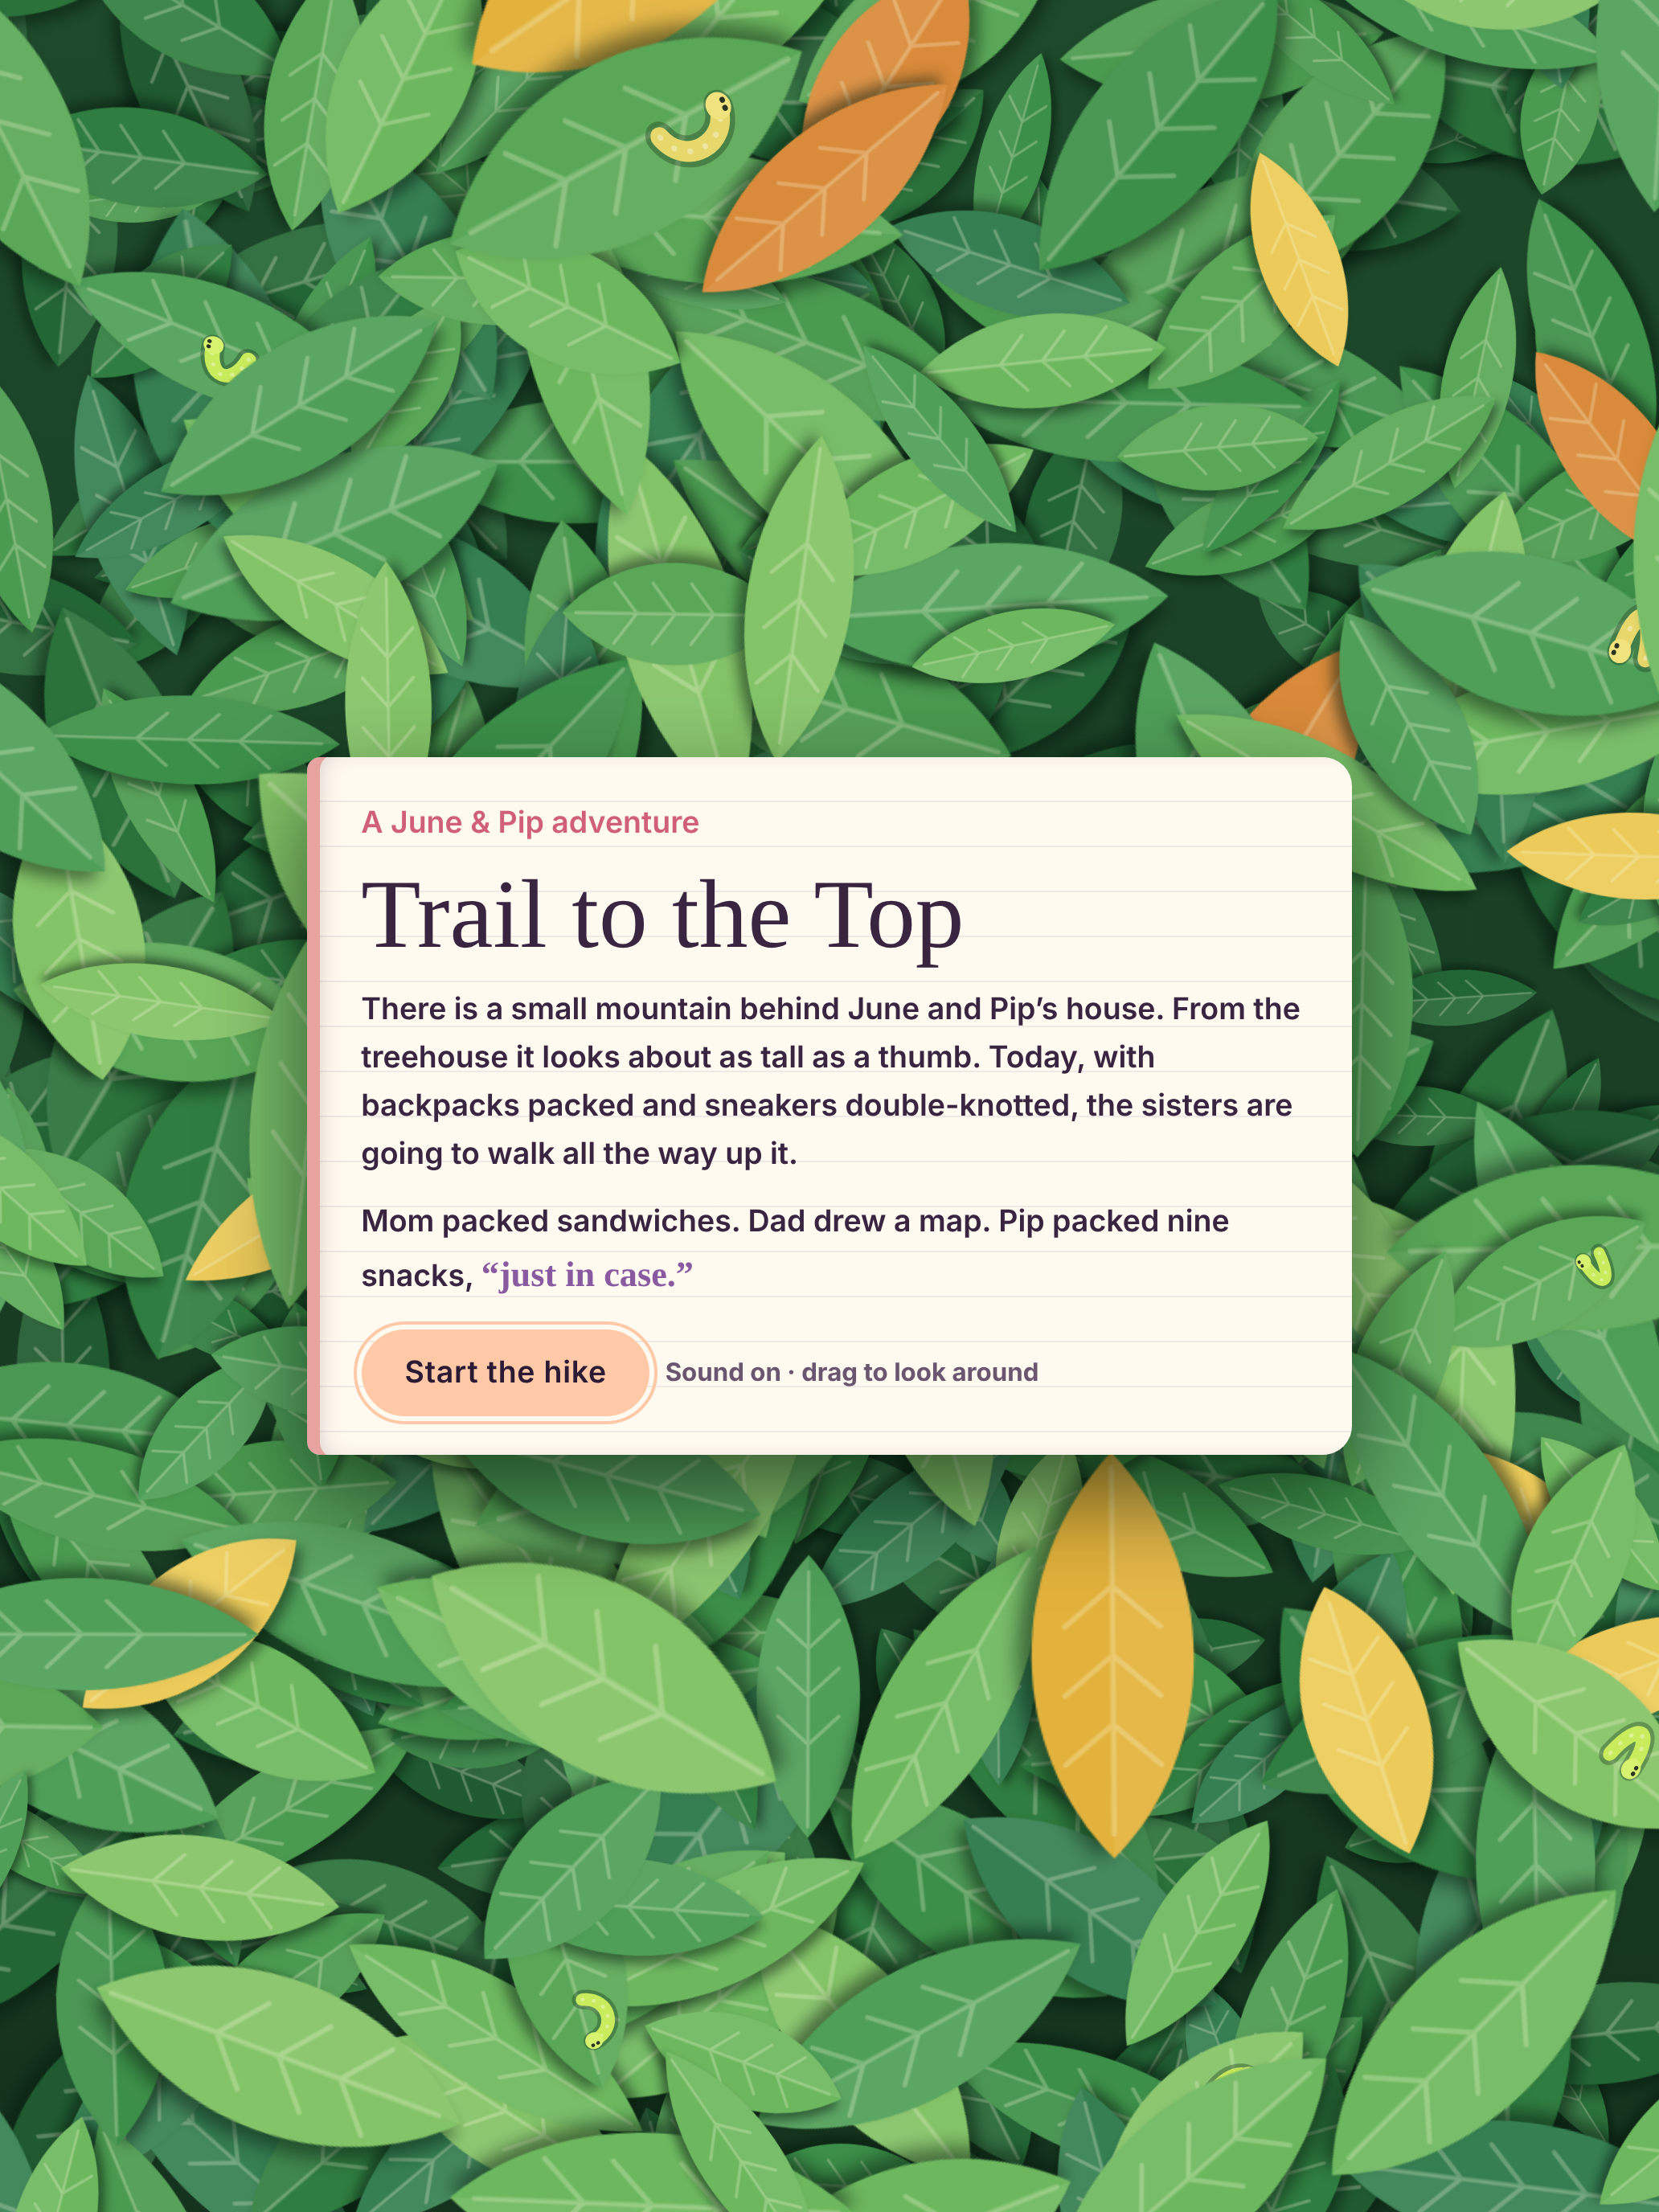 A June & Pip adventure
Trail to the Top
There is a small mountain behind June and Pip’s house. From the
treehouse it looks about as tall as a thumb. Today, with
backpacks packed and sneakers double-knotted, the sisters are
going to walk all the way up it.
Mom packed sandwiches. Dad drew a map. Pip packed nine
snacks, “just in case.”
Start the hike
Sound on · drag to look around